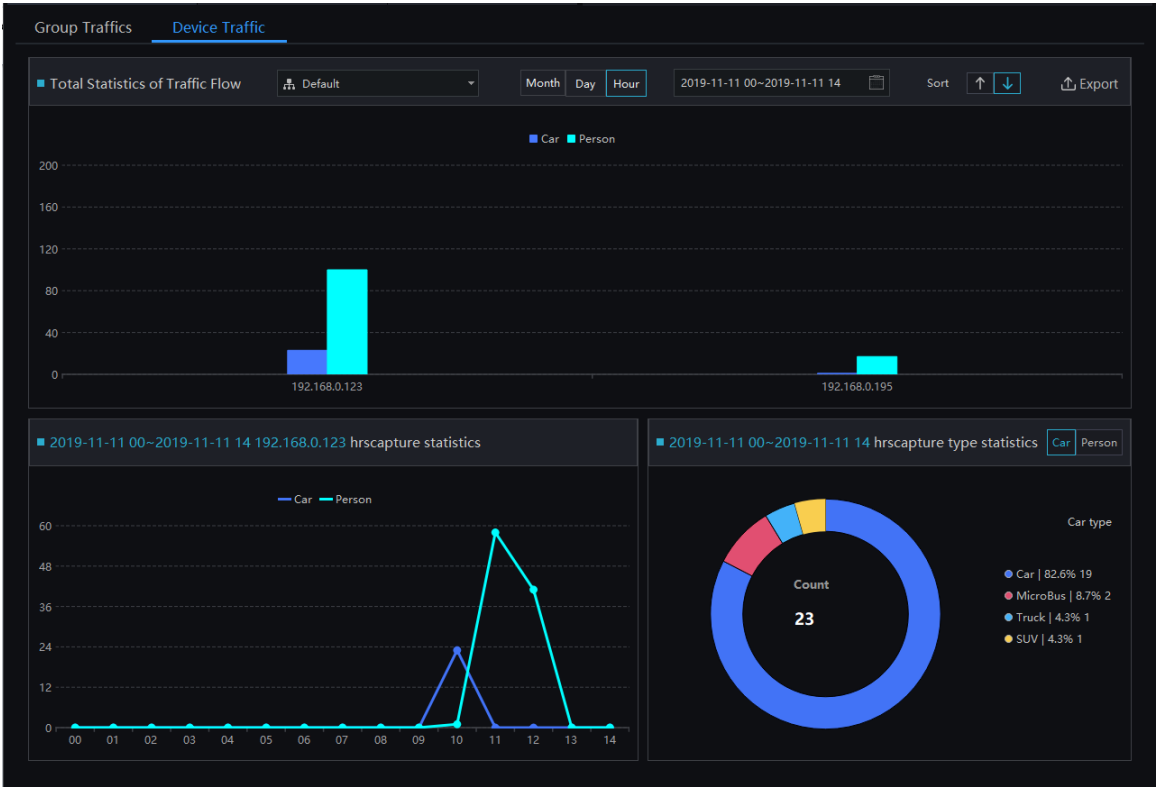 Group Traffics Device Traffic
Total Statistics of Traffic Flow Default Month Day Hour 2019-11-11 00~2019-11-11 14 Sort Export
Car Person
200
160
120
80
40
0
192.168.0.123 192.168.0.195
2019-11-11 00~2019-11-11 14 192.168.0.123 hrscapture statistics
Car Person
60
48
36
24
12
0
00 01 02 03 04 05 06 07 08 09 10 11 12 13 14
2019-11-11 00~2019-11-11 14 hrscapture type statistics Car Person
Count
23
Car type
Car | 82.6% 19
MicroBus | 8.7% 2
Truck | 4.3% 1
SUV | 4.3% 1